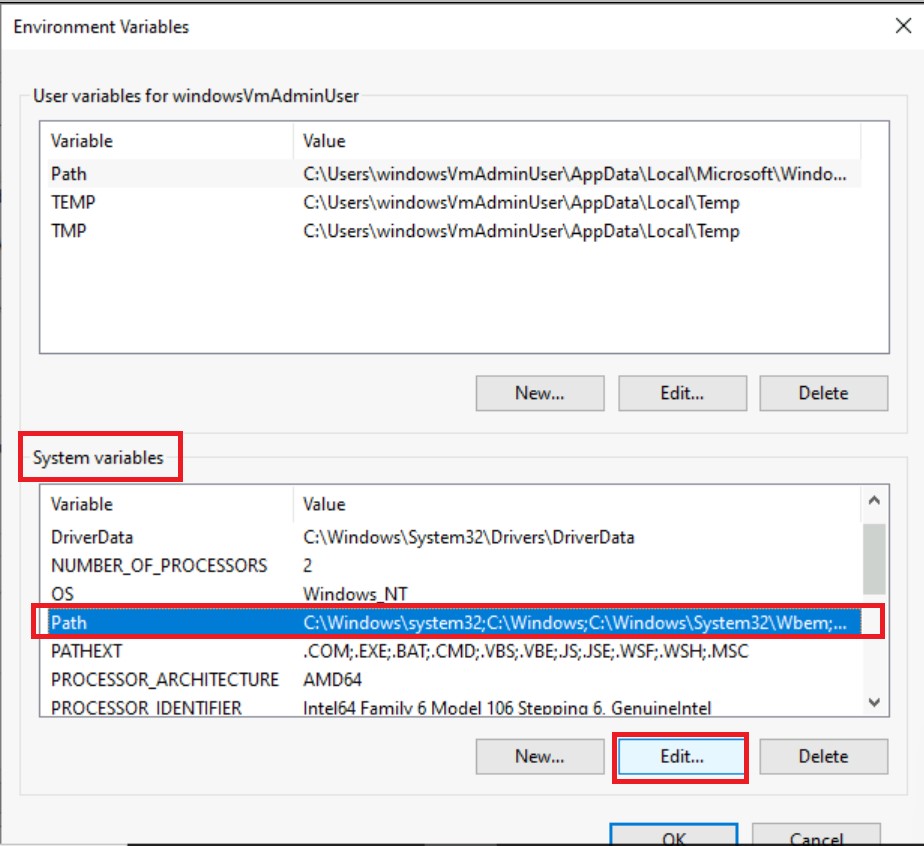 Environment Variables
User variables for windowsVmAdminUser
Variable Value
Path C:\Users\windowsVmAdminUser\AppData\Local\Microsoft\Windo...
TEMP C:\Users\windowsVmAdminUser\AppData\Local\Temp
TMP C:\Users\windowsVmAdminUser\AppData\Local\Temp
New... Edit... Delete
System variables
Variable Value
DriverData C:\Windows\System32\Drivers\DriverData
NUMBER_OF_PROCESSORS 2
OS Windows_NT
Path C:\Windows\system32;C:\Windows;C:\Windows\System32\Wbem;...
PATHEXT .COM;.EXE;.BAT;.CMD;.VBS;.VBE;.JS;.JSE;.WSF;.WSH;.MSC
PROCESSOR_ARCHITECTURE AMD64
PROCESSOR_IDENTIFIER Intel64 Family 6 Model 106 Stepping 6, GenuineIntel
New... Edit... Delete
OK Cancel